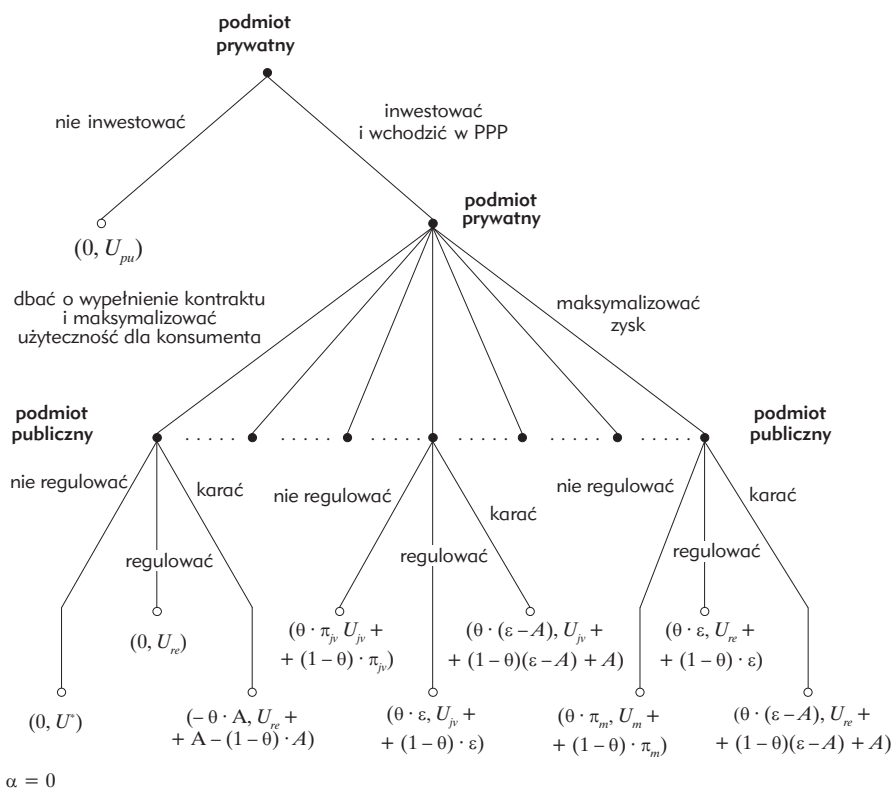 podmiot
prywatny
nie inwestować
inwestować
i wchodzić w PPP
podmiot
prywatny
(0, U_pu)
dbać o wypełnienie kontraktu
i maksymalizować
użyteczność dla konsumenta
maksymalizować
zysk
podmiot
publiczny
podmiot
publiczny
nie regulować
karać
regulować
nie regulować
karać
regulować
nie regulować
karać
regulować
(0, U_re)
(θ · π_jv U_jv +
+ (1 – θ) · π_jv)
(θ · (ε – A), U_jv +
+ (1 – θ)(ε – A) + A)
(θ · ε, U_re +
+ (1 – θ) · ε)
(0, U*)
(– θ · A, U_re +
+ A – (1 – θ) · A)
(θ · ε, U_jv +
+ (1 – θ) · ε)
(θ · π_m, U_m +
+ (1 – θ) · π_m)
(θ · (ε – A), U_re +
+ (1 – θ)(ε – A) + A)
α = 0